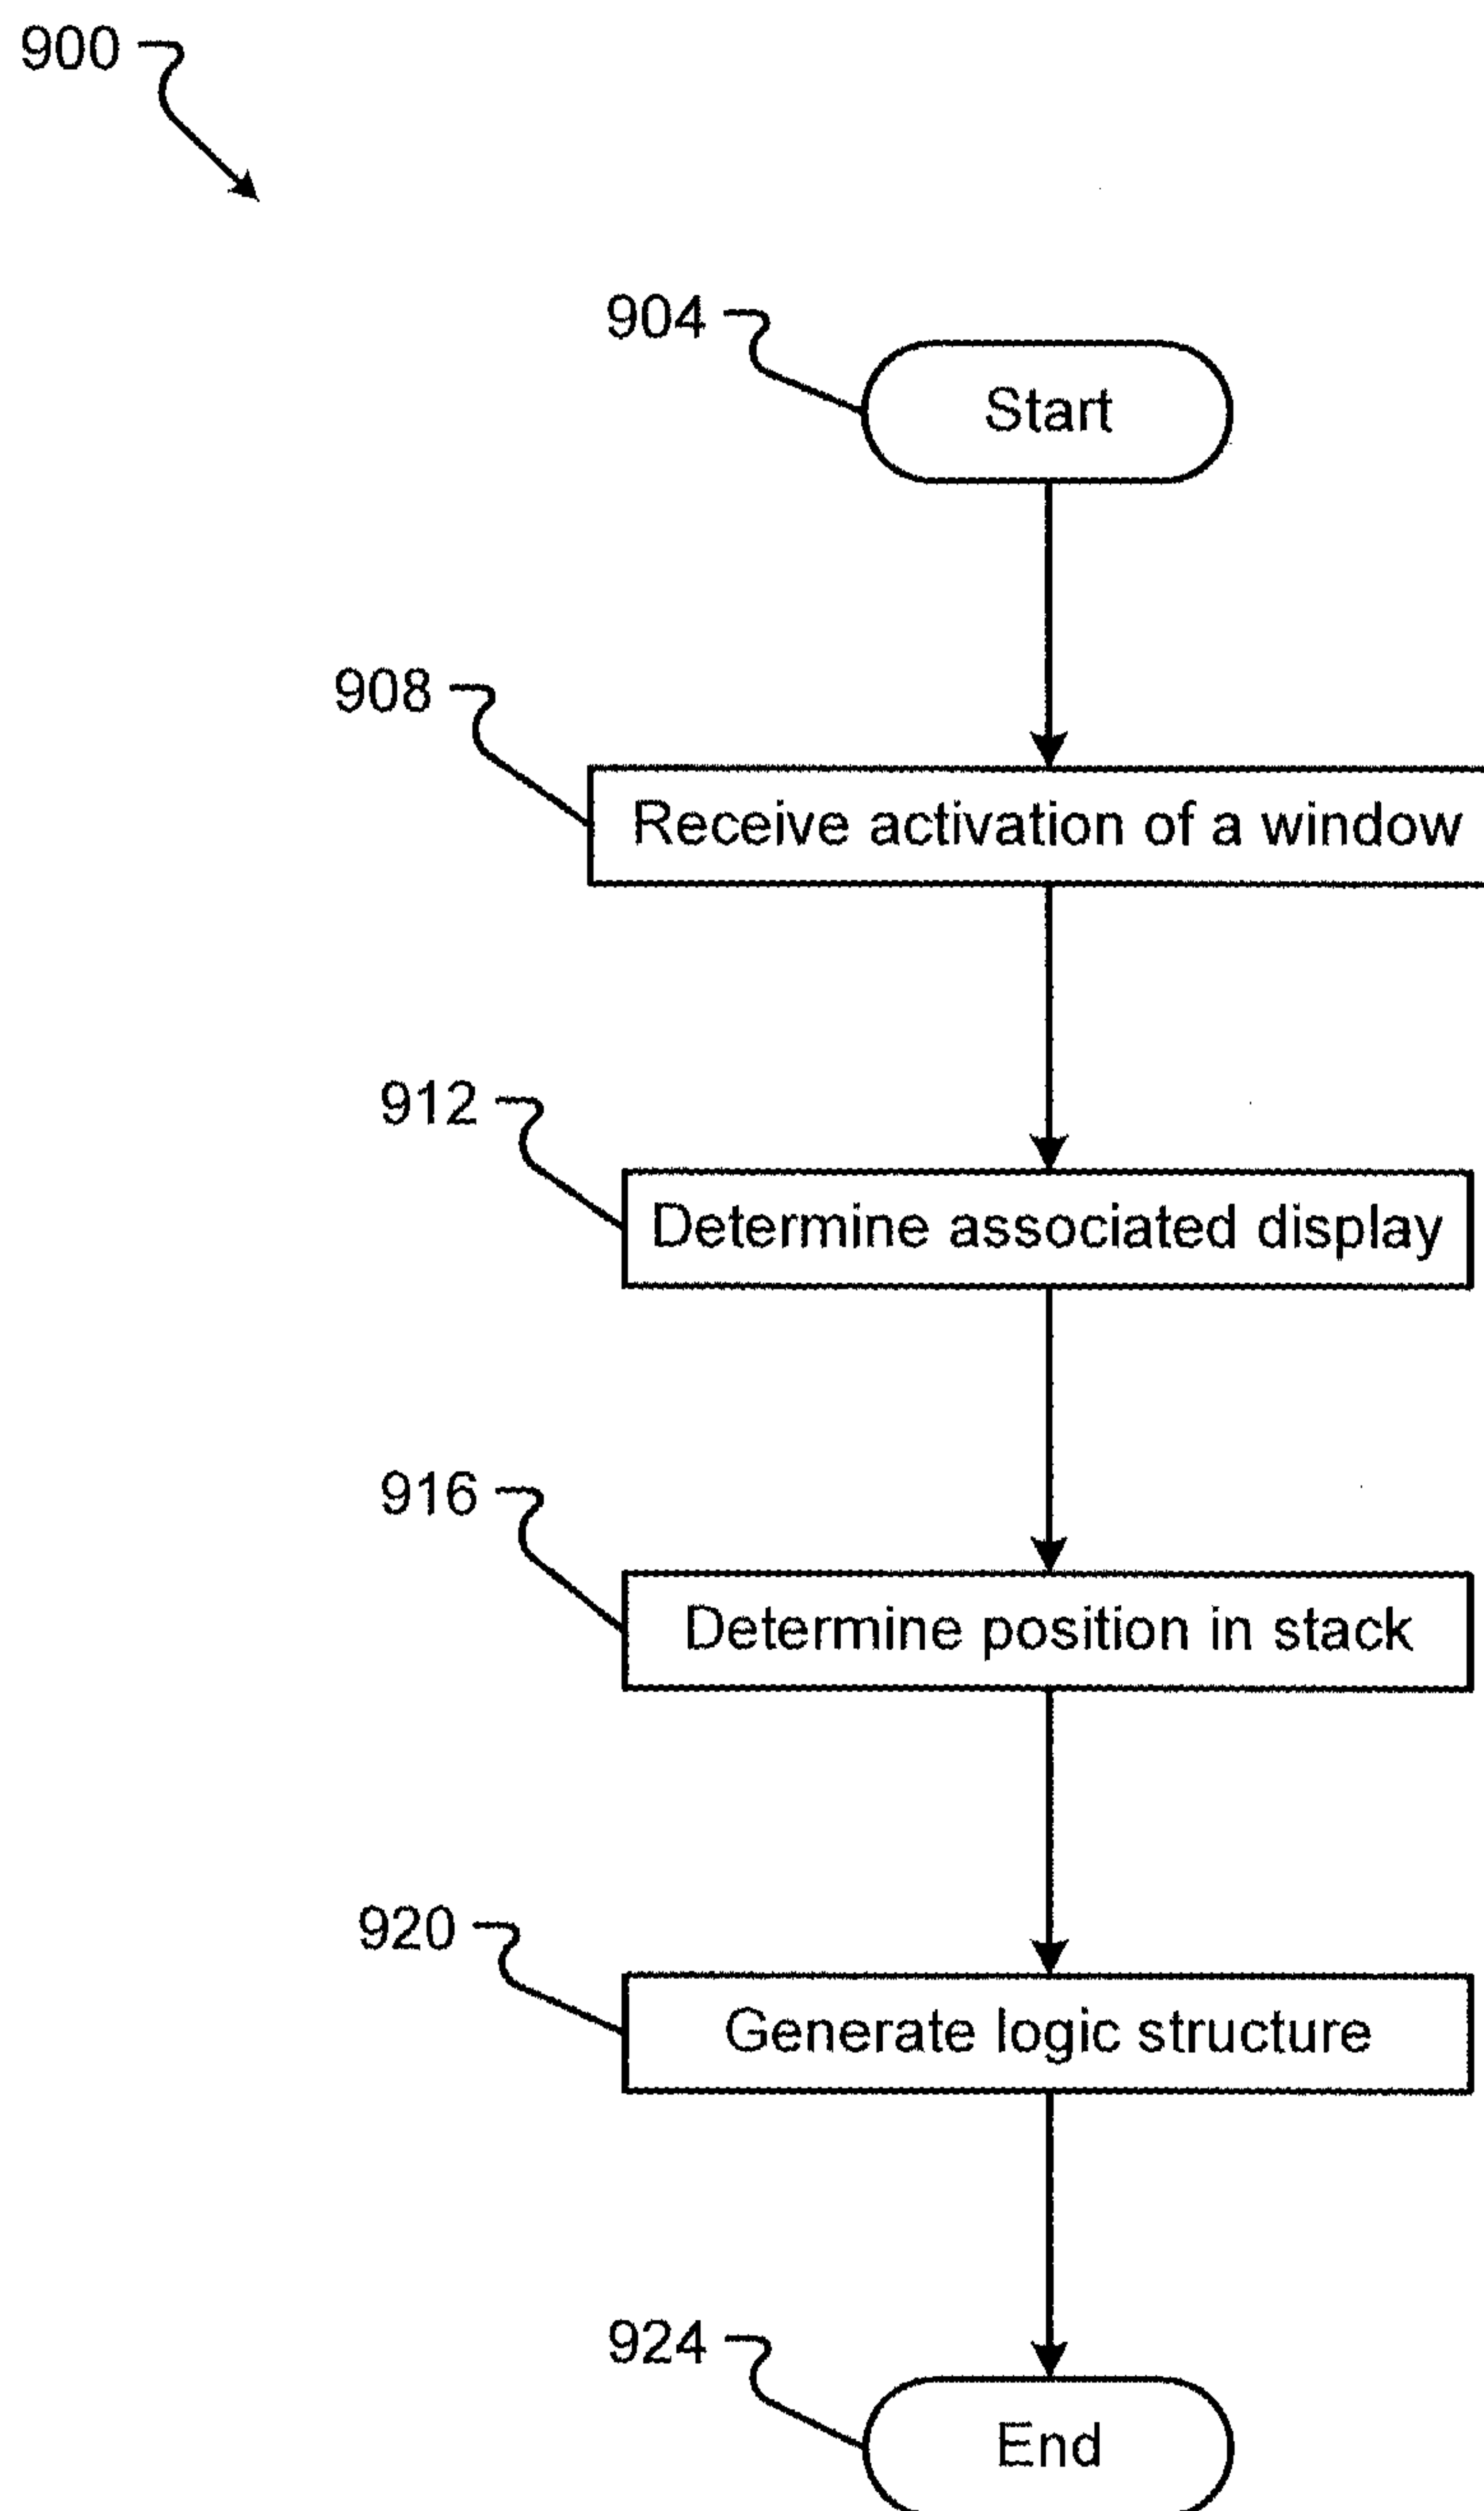 900
904
Start
908
Receive activation of a window
912
Determine associated display
916
Determine position in stack
920
Generate logic structure
924
End